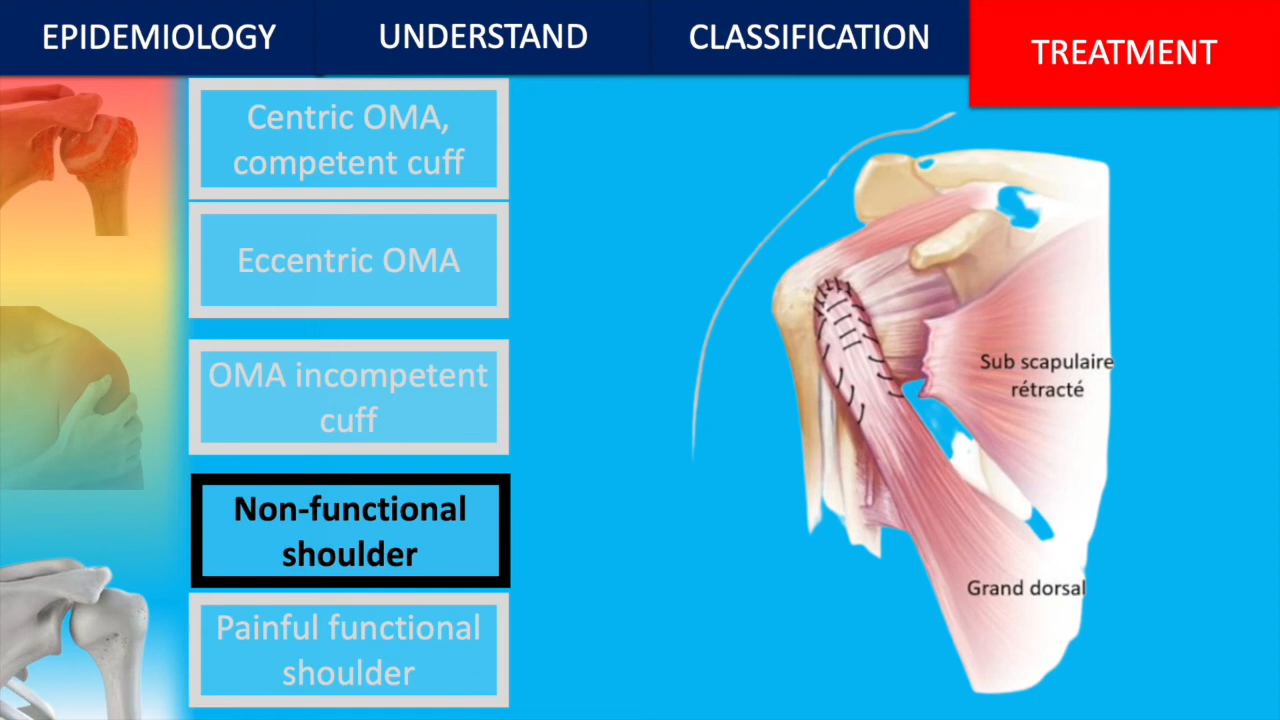 EPIDEMIOLOGY
UNDERSTAND
CLASSIFICATION
TREATMENT
Centric OMA,
competent cuff
Eccentric OMA
OMA incompetent
cuff
Non-functional
shoulder
Painful functional
shoulder
Sub scapulaire
rétracté
Grand dorsal